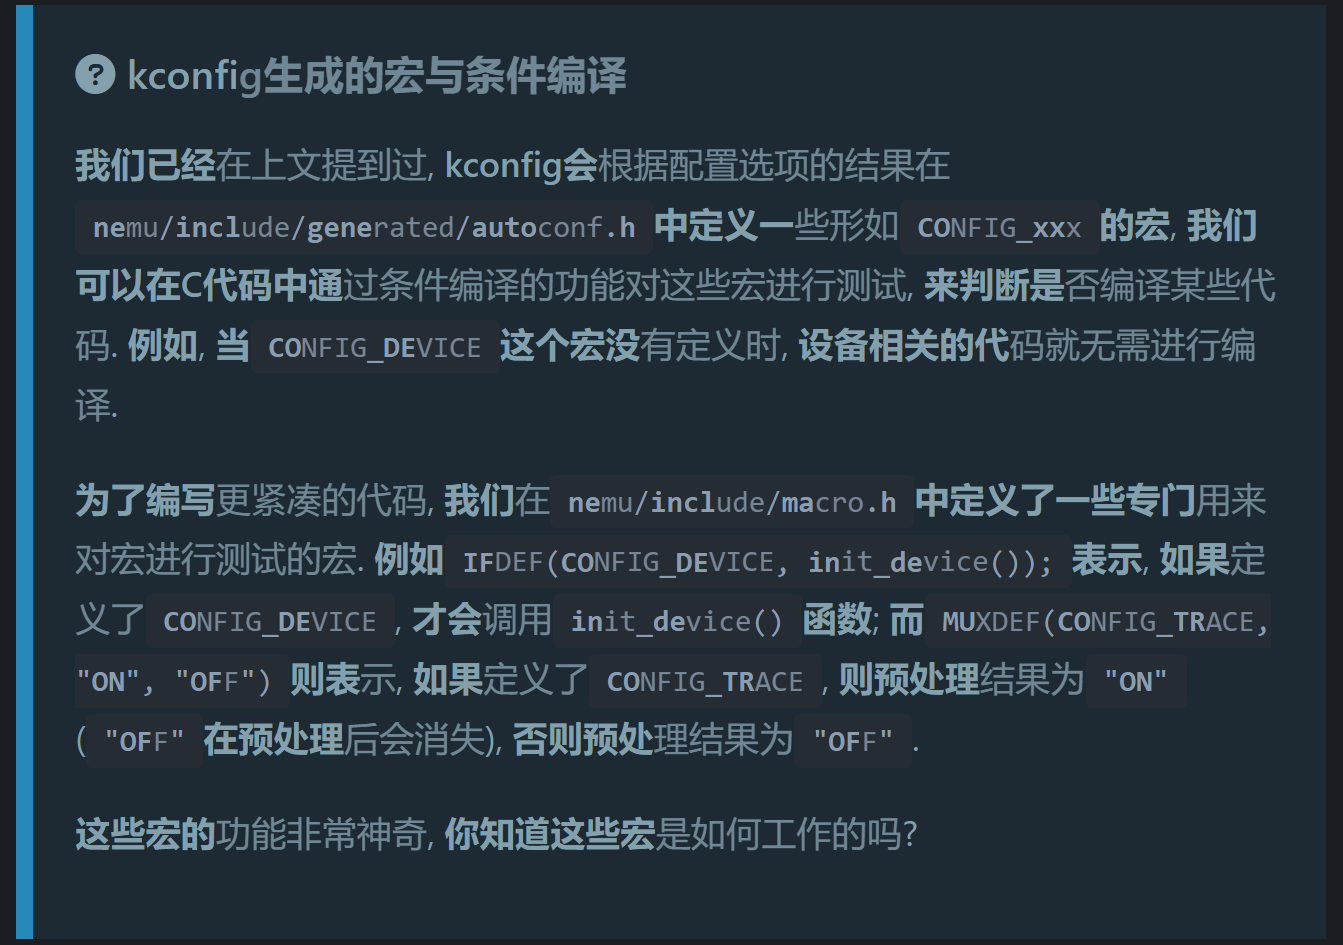 kconfig生成的宏与条件编译
我们已经在上文提到过, kconfig会根据配置选项的结果在
nemu/include/generated/autoconf.h 中定义一些形如 CONFIG_xxx 的宏, 我们
可以在C代码中通过条件编译的功能对这些宏进行测试, 来判断是否编译某些代
码. 例如, 当 CONFIG_DEVICE 这个宏没有定义时, 设备相关的代码就无需进行编
译.
为了编写更紧凑的代码, 我们在 nemu/include/macro.h 中定义了一些专门用来
对宏进行测试的宏. 例如 IFDEF(CONFIG_DEVICE, init_device()); 表示, 如果定
义了 CONFIG_DEVICE , 才会调用 init_device() 函数; 而 MUXDEF(CONFIG_TRACE,
"ON", "OFF") 则表示, 如果定义了 CONFIG_TRACE , 则预处理结果为 "ON"
( "OFF" 在预处理后会消失), 否则预处理结果为 "OFF" .
这些宏的功能非常神奇, 你知道这些宏是如何工作的吗?